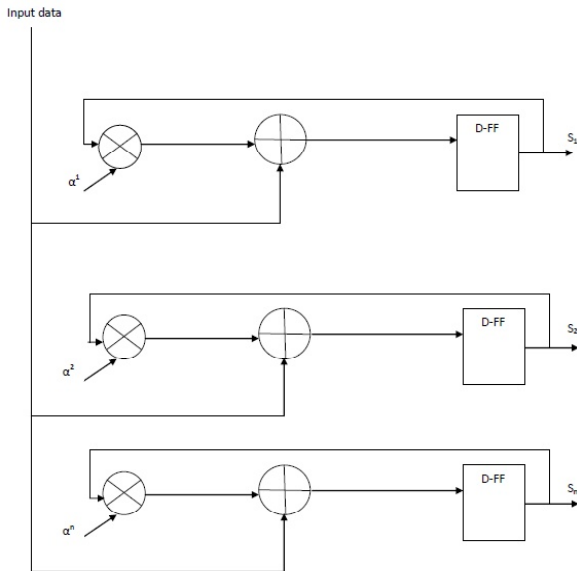 Input data
D-FF
S₁
α¹
D-FF
S₂
α²
D-FF
Sₙ
αⁿ